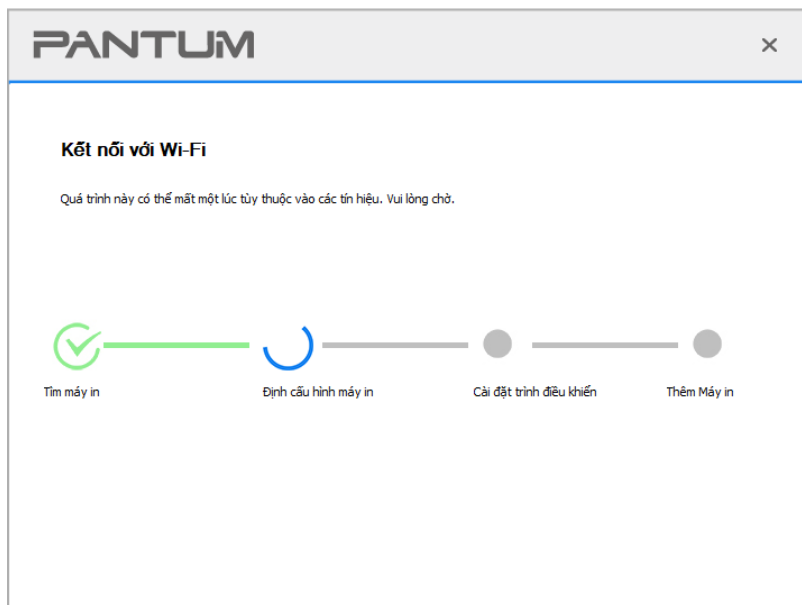 PANTUM
Kết nối với Wi-Fi
Quá trình này có thể mất một lúc tùy thuộc vào các tín hiệu. Vui lòng chờ.
Tìm máy in
Định cấu hình máy in
Cài đặt trình điều khiển
Thêm Máy in